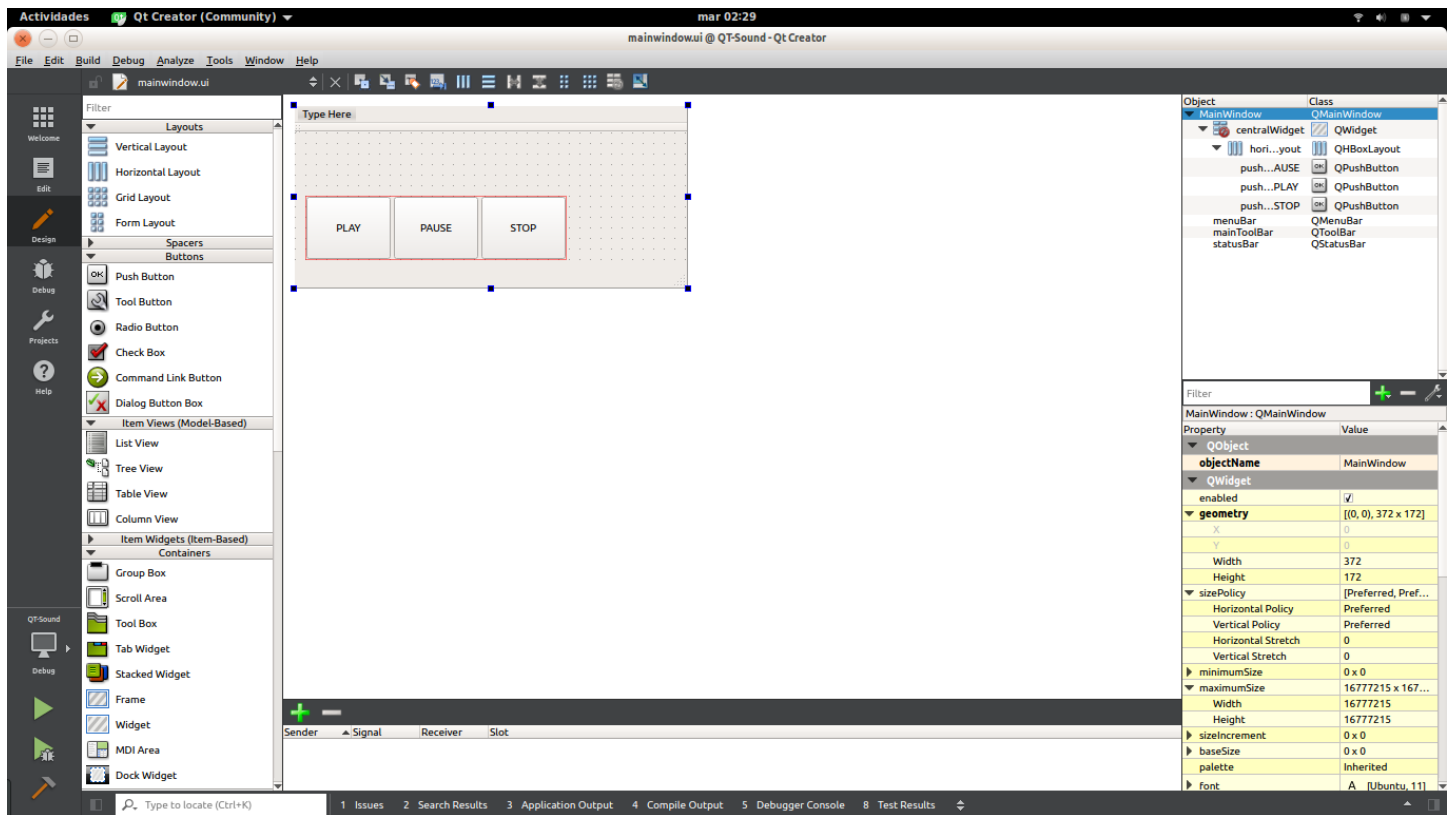 Actividades Qt Creator (Community) mar 02:29
mainwindow.ui @ QT-Sound - Qt Creator
File Edit Build Debug Analyze Tools Window Help
mainwindow.ui
Welcome
Edit
Design
Debug
Projects
Help
QT-Sound
Debug
Filter
Layouts
Vertical Layout
Horizontal Layout
Grid Layout
Form Layout
Spacers
Buttons
OK Push Button
Tool Button
Radio Button
Check Box
Command Link Button
Dialog Button Box
Item Views (Model-Based)
List View
Tree View
Table View
Column View
Item Widgets (Item-Based)
Containers
Group Box
Scroll Area
Tool Box
Tab Widget
Stacked Widget
Frame
Widget
MDI Area
Dock Widget
Type Here
PLAY PAUSE STOP
Sender Signal Receiver Slot
Object Class
MainWindow QMainWindow
centralWidget QWidget
hori...yout QHBoxLayout
push...AUSE OK QPushButton
push...PLAY OK QPushButton
push...STOP OK QPushButton
menuBar QMenuBar
mainToolBar QToolBar
statusBar QStatusBar
Filter
MainWindow : QMainWindow
Property Value
QObject
objectName MainWindow
QWidget
enabled
geometry [(0, 0), 372 x 172]
X 0
Y 0
Width 372
Height 172
sizePolicy [Preferred, Pref...
Horizontal Policy Preferred
Vertical Policy Preferred
Horizontal Stretch 0
Vertical Stretch 0
minimumSize 0 x 0
maximumSize 16777215 x 167...
Width 16777215
Height 16777215
sizeIncrement 0 x 0
baseSize 0 x 0
palette Inherited
font A [Ubuntu, 11]
Type to locate (Ctrl+K) 1 Issues 2 Search Results 3 Application Output 4 Compile Output 5 Debugger Console 8 Test Results